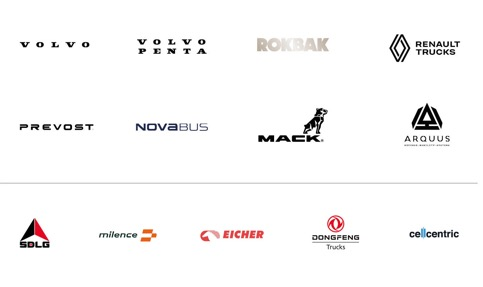 VOLVO
VOLVO
PENTA
ROKBAK
RENAULT
TRUCKS
PREVOST
NOVABUS
MACK®
ARQUUS
SDLG
milence
EICHER
DONGFENG
Trucks
cellcentric